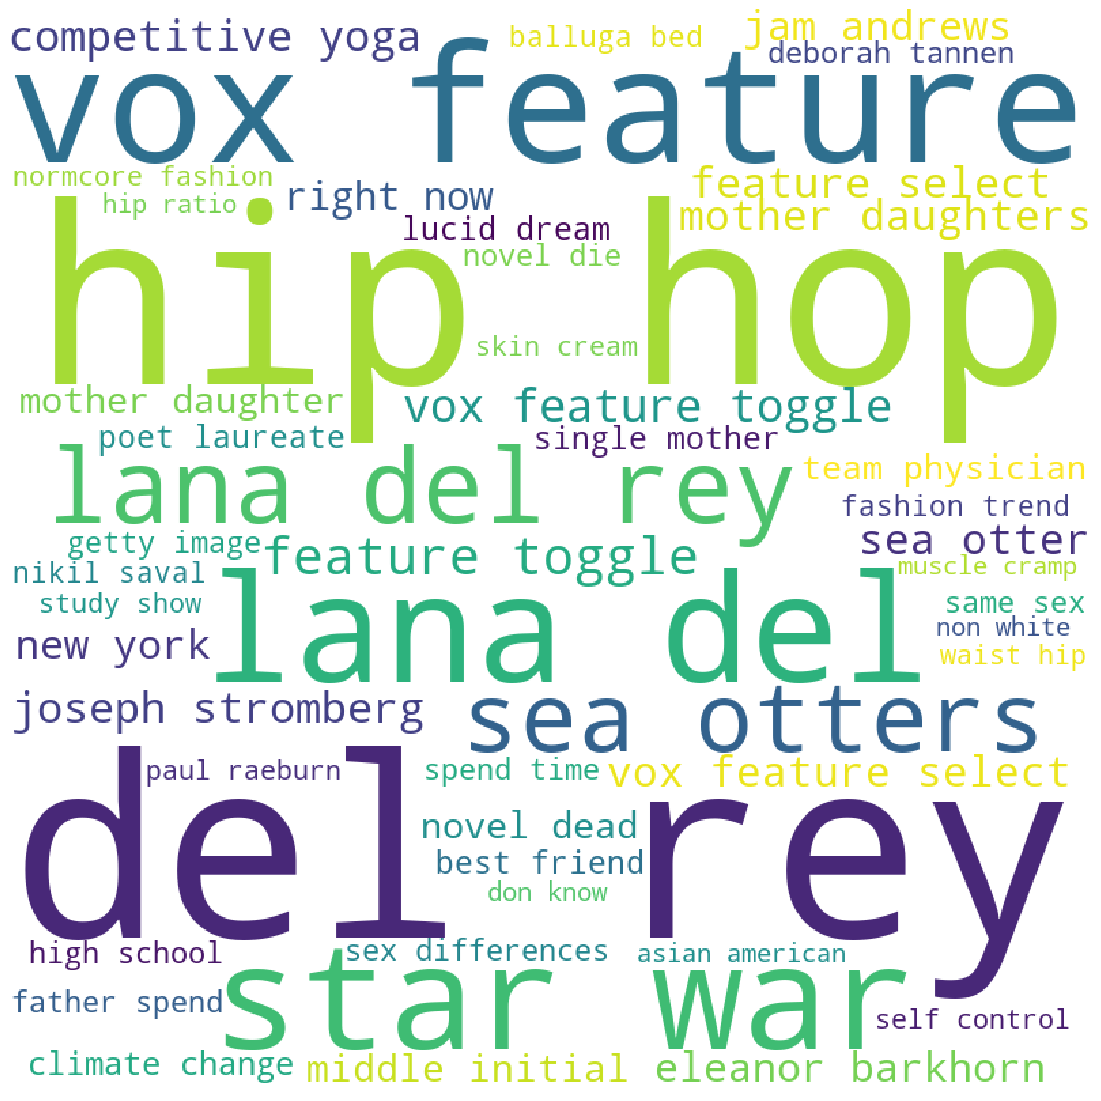 competitive yoga
balluga bed
jam andrews
deborah tannen
vox feature
normcore fashion
right now
feature select
hip ratio
mother daughters
lucid dream
novel die
hip hop
skin cream
mother daughter
vox feature toggle
poet laureate
single mother
lana del rey
team physician
fashion trend
getty image
feature toggle
sea otter
nikil saval
muscle cramp
study show
lana del
same sex
new york
non white
waist hip
joseph stromberg
sea otters
paul raeburn
spend time
vox feature select
del rey
novel dead
best friend
don know
high school
sex differences
asian american
father spend
star war
self control
climate change
middle initial
eleanor barkhorn